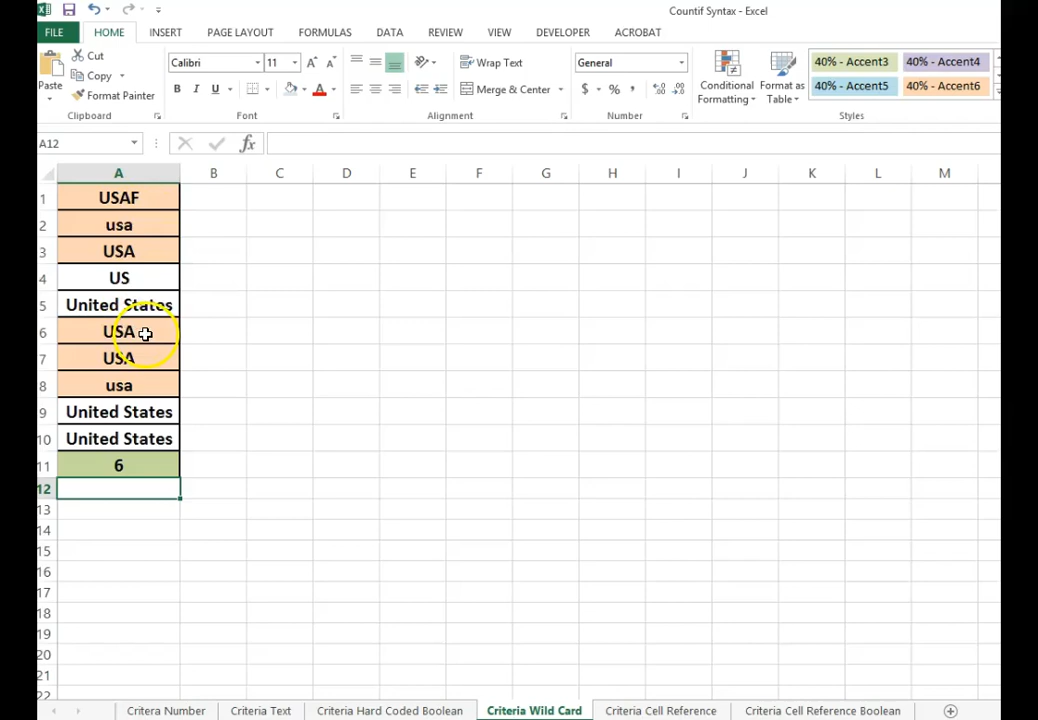 Countif Syntax - Excel
FILE HOME INSERT PAGE LAYOUT FORMULAS DATA REVIEW VIEW DEVELOPER ACROBAT
Paste
Cut
Copy
Format Painter
Clipboard
Calibri 11
B I U
Font
Wrap Text
Merge & Center
Alignment
General
$ % ,
Number
Conditional Formatting
Format as Table
40% - Accent3 40% - Accent4
40% - Accent5 40% - Accent6
Styles
A12 fx
A B C D E F G H I J K L M
1 USAF
2 usa
3 USA
4 US
5 United States
6 USA
7 USA
8 usa
9 United States
10 United States
11 6
12
13
14
15
16
17
18
19
20
21
22
Critera Number Criteria Text Criteria Hard Coded Boolean Criteria Wild Card Criteria Cell Reference Criteria Cell Reference Boolean